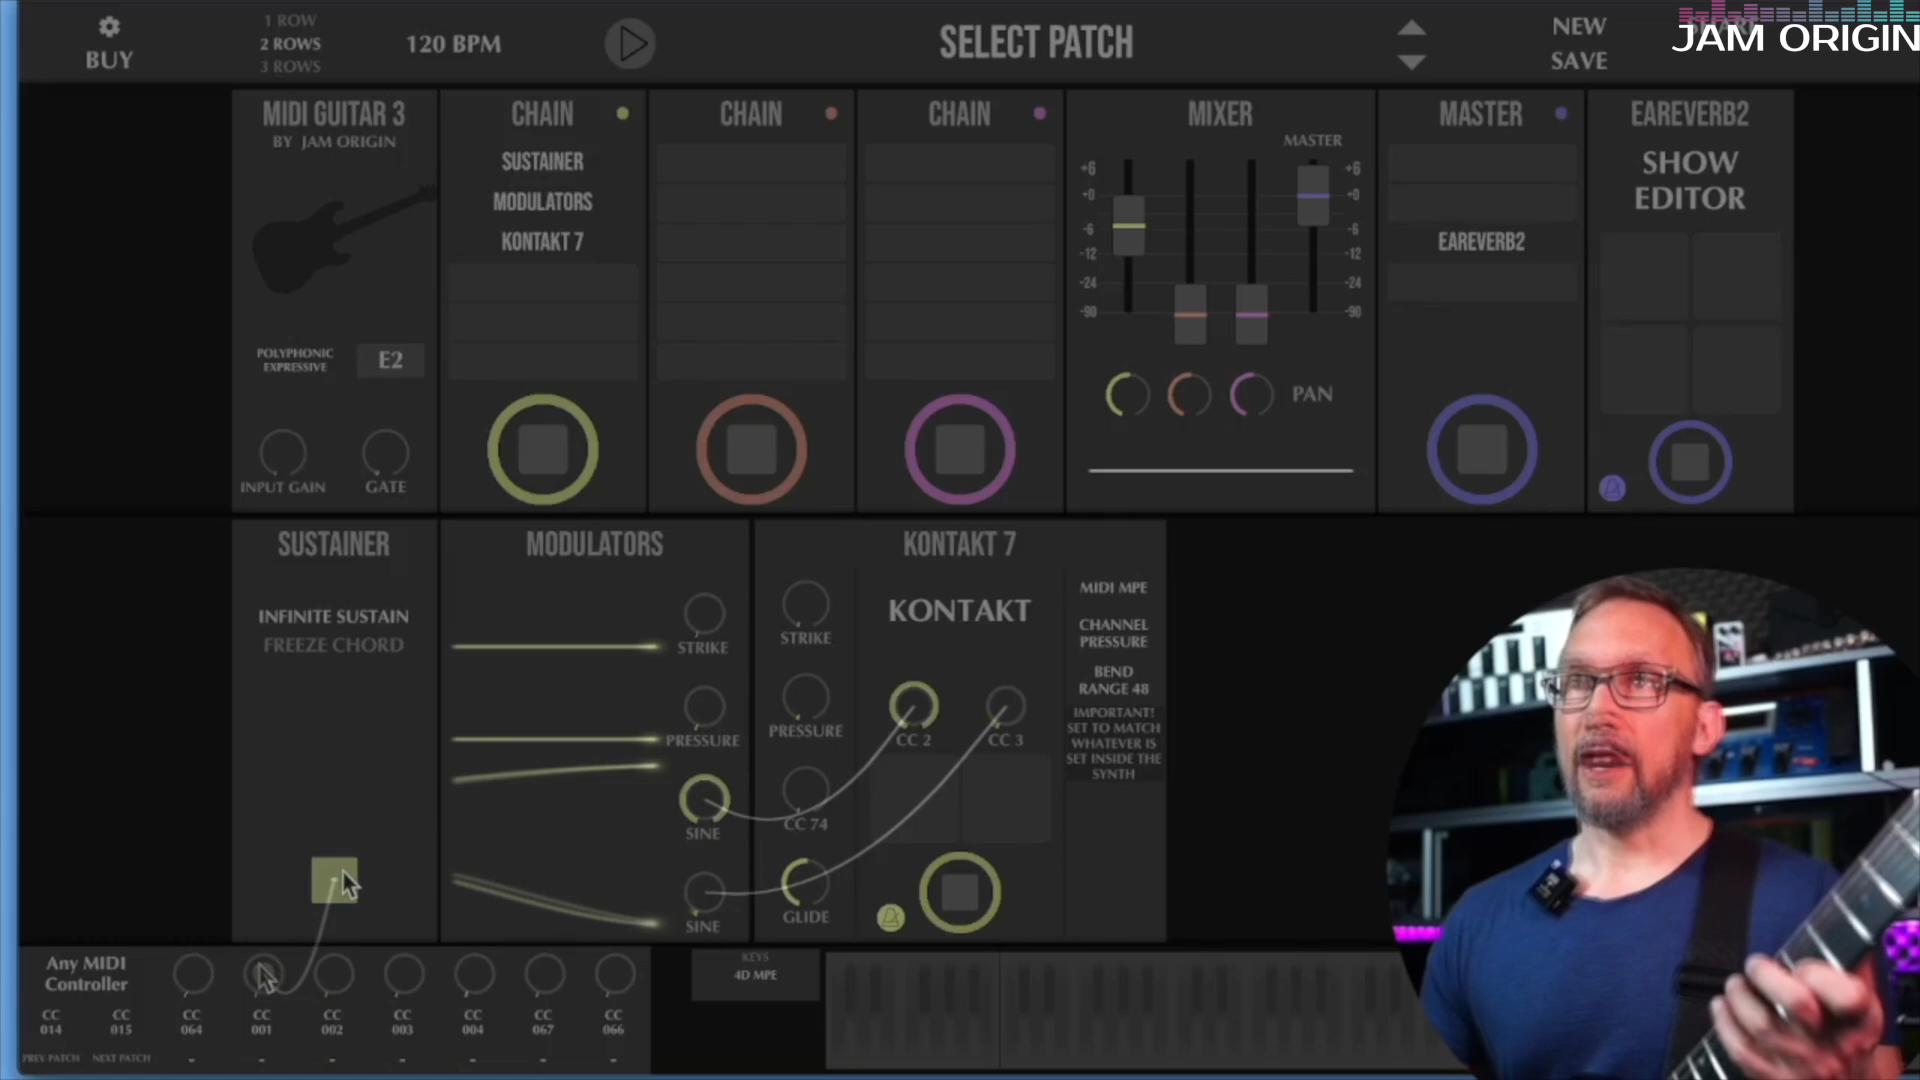 BUY
1 ROW
2 ROWS
3 ROWS
120 BPM
SELECT PATCH
NEW
SAVE
JAM ORIGIN
MIDI GUITAR 3
BY JAM ORIGIN
POLYPHONIC
EXPRESSIVE
E2
INPUT GAIN
GATE
CHAIN
SUSTAINER
MODULATORS
KONTAKT 7
CHAIN
CHAIN
MIXER
MASTER
+6
+0
-6
-12
-24
-90
+6
+0
-6
-12
-24
-90
PAN
MASTER
EAREVERB2
EAREVERB2
SHOW
EDITOR
SUSTAINER
INFINITE SUSTAIN
FREEZE CHORD
MODULATORS
STRIKE
PRESSURE
SINE
SINE
KONTAKT 7
STRIKE
PRESSURE
CC 74
GLIDE
KONTAKT
CC 2
CC 3
MIDI MPE
CHANNEL
PRESSURE
BEND
RANGE 48
IMPORTANT!
SET TO MATCH
WHATEVER IS
SET INSIDE THE
SYNTH
Any MIDI
Controller
CC
014
CC
015
CC
064
CC
001
CC
002
CC
003
CC
004
CC
067
CC
066
PREV PATCH
NEXT PATCH
KEYS
4D MPE